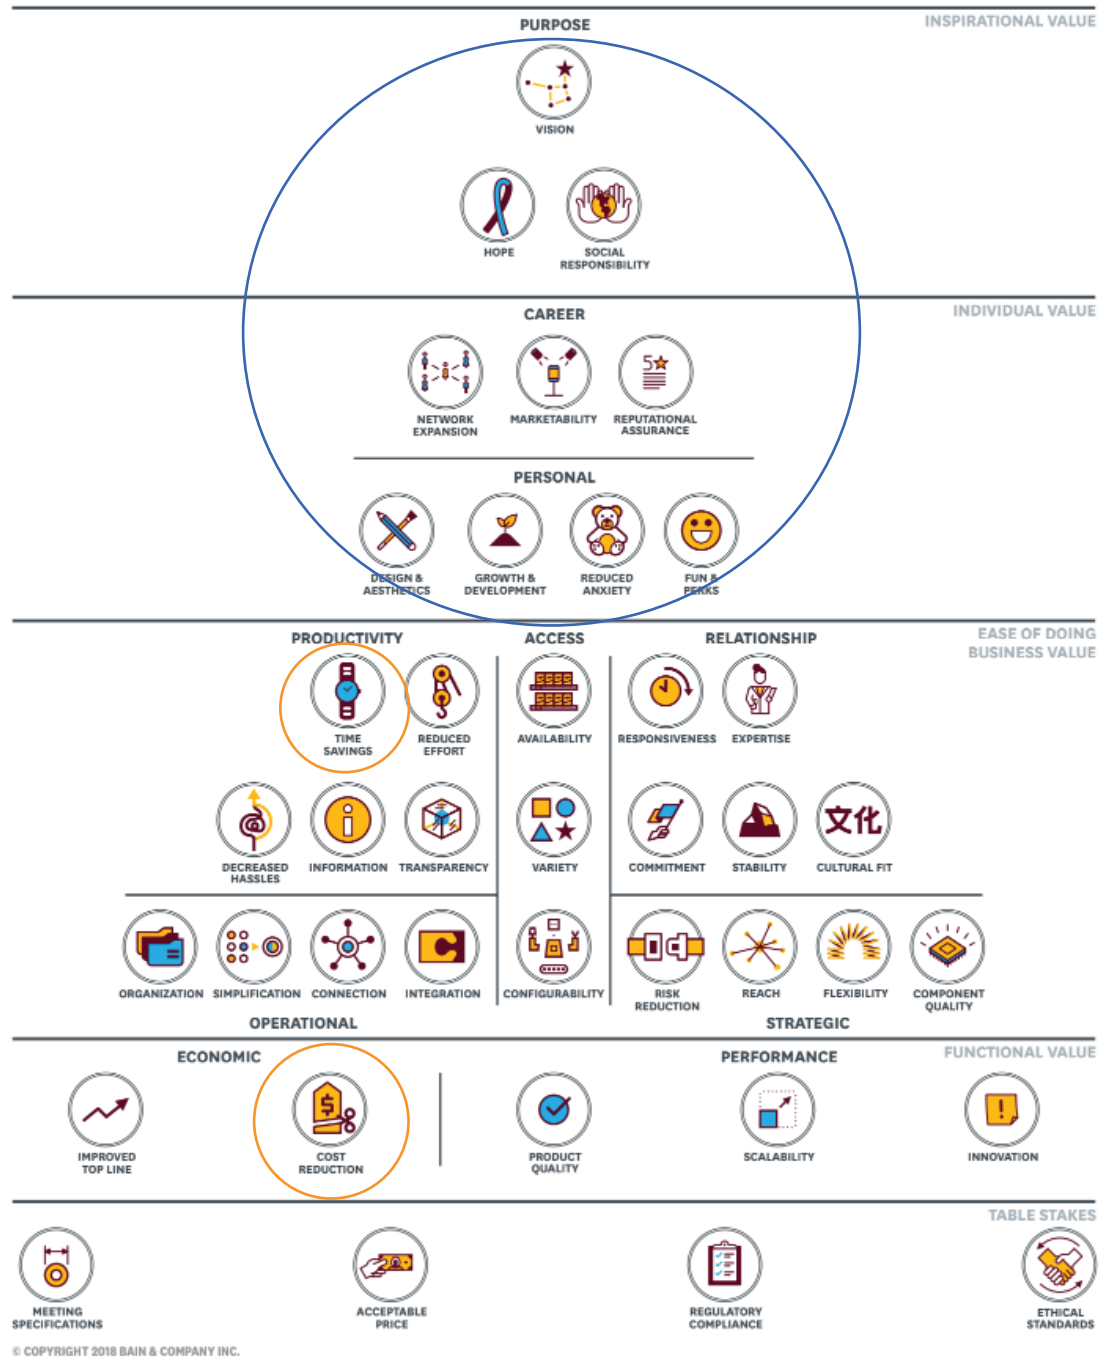 PURPOSE
INSPIRATIONAL VALUE
VISION
HOPE
SOCIAL
RESPONSIBILITY
INDIVIDUAL VALUE
CAREER
NETWORK
EXPANSION
MARKETABILITY
5
REPUTATIONAL
ASSURANCE
PERSONAL
DESIGN &
AESTHETICS
GROWTH &
DEVELOPMENT
REDUCED
ANXIETY
FUN &
PERKS
EASE OF DOING
BUSINESS VALUE
PRODUCTIVITY
ACCESS
RELATIONSHIP
TIME
SAVINGS
REDUCED
EFFORT
AVAILABILITY
RESPONSIVENESS
EXPERTISE
DECREASED
HASSLES
i
INFORMATION
TRANSPARENCY
VARIETY
COMMITMENT
STABILITY
文化
CULTURAL FIT
ORGANIZATION
SIMPLIFICATION
CONNECTION
INTEGRATION
CONFIGURABILITY
RISK
REDUCTION
REACH
FLEXIBILITY
COMPONENT
QUALITY
OPERATIONAL
STRATEGIC
FUNCTIONAL VALUE
ECONOMIC
PERFORMANCE
IMPROVED
TOP LINE
$
COST
REDUCTION
PRODUCT
QUALITY
SCALABILITY
!
INNOVATION
TABLE STAKES
MEETING
SPECIFICATIONS
ACCEPTABLE
PRICE
REGULATORY
COMPLIANCE
ETHICAL
STANDARDS
© COPYRIGHT 2018 BAIN & COMPANY INC.